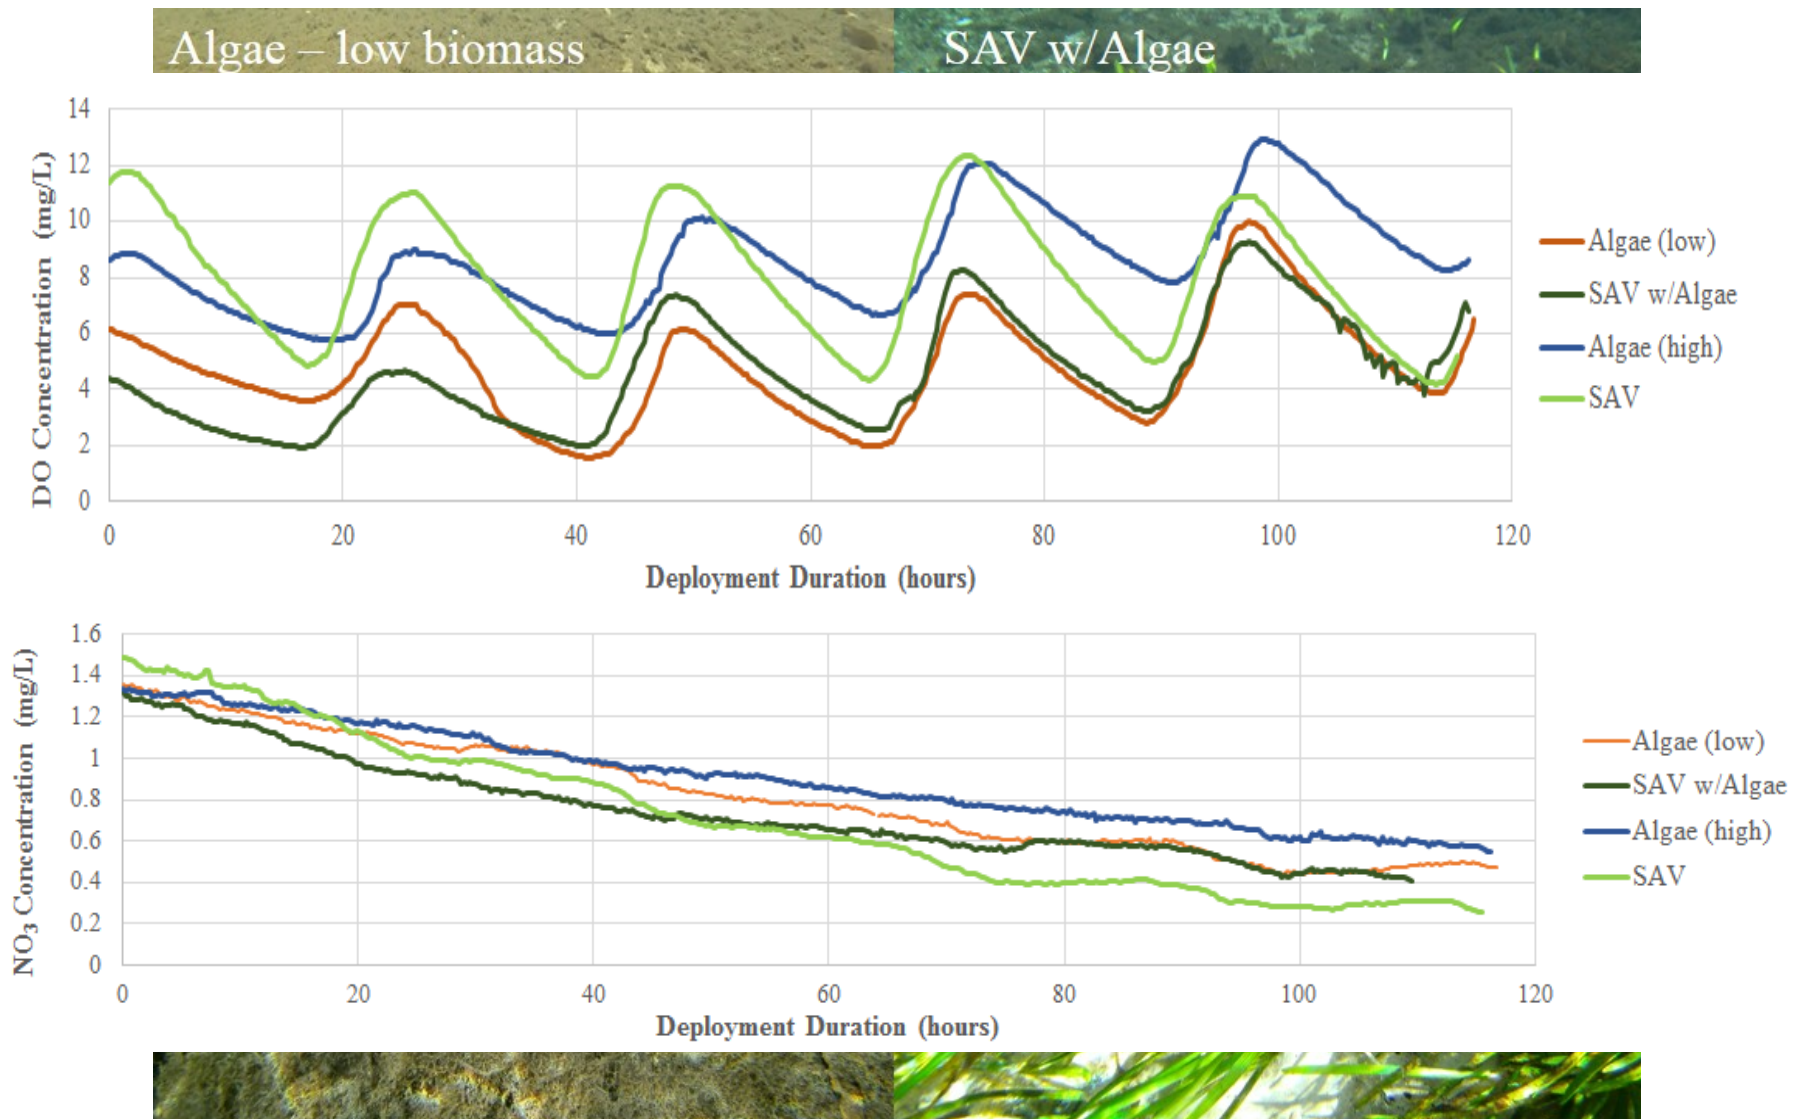 Algae – low biomass
SAV w/Algae
DO Concentration (mg/L)
14
12
10
8
6
4
2
0
0 20 40 60 80 100 120
Deployment Duration (hours)
Algae (low)
SAV w/Algae
Algae (high)
SAV
NO3 Concentration (mg/L)
1.6
1.4
1.2
1
0.8
0.6
0.4
0.2
0
0 20 40 60 80 100 120
Deployment Duration (hours)
Algae (low)
SAV w/Algae
Algae (high)
SAV